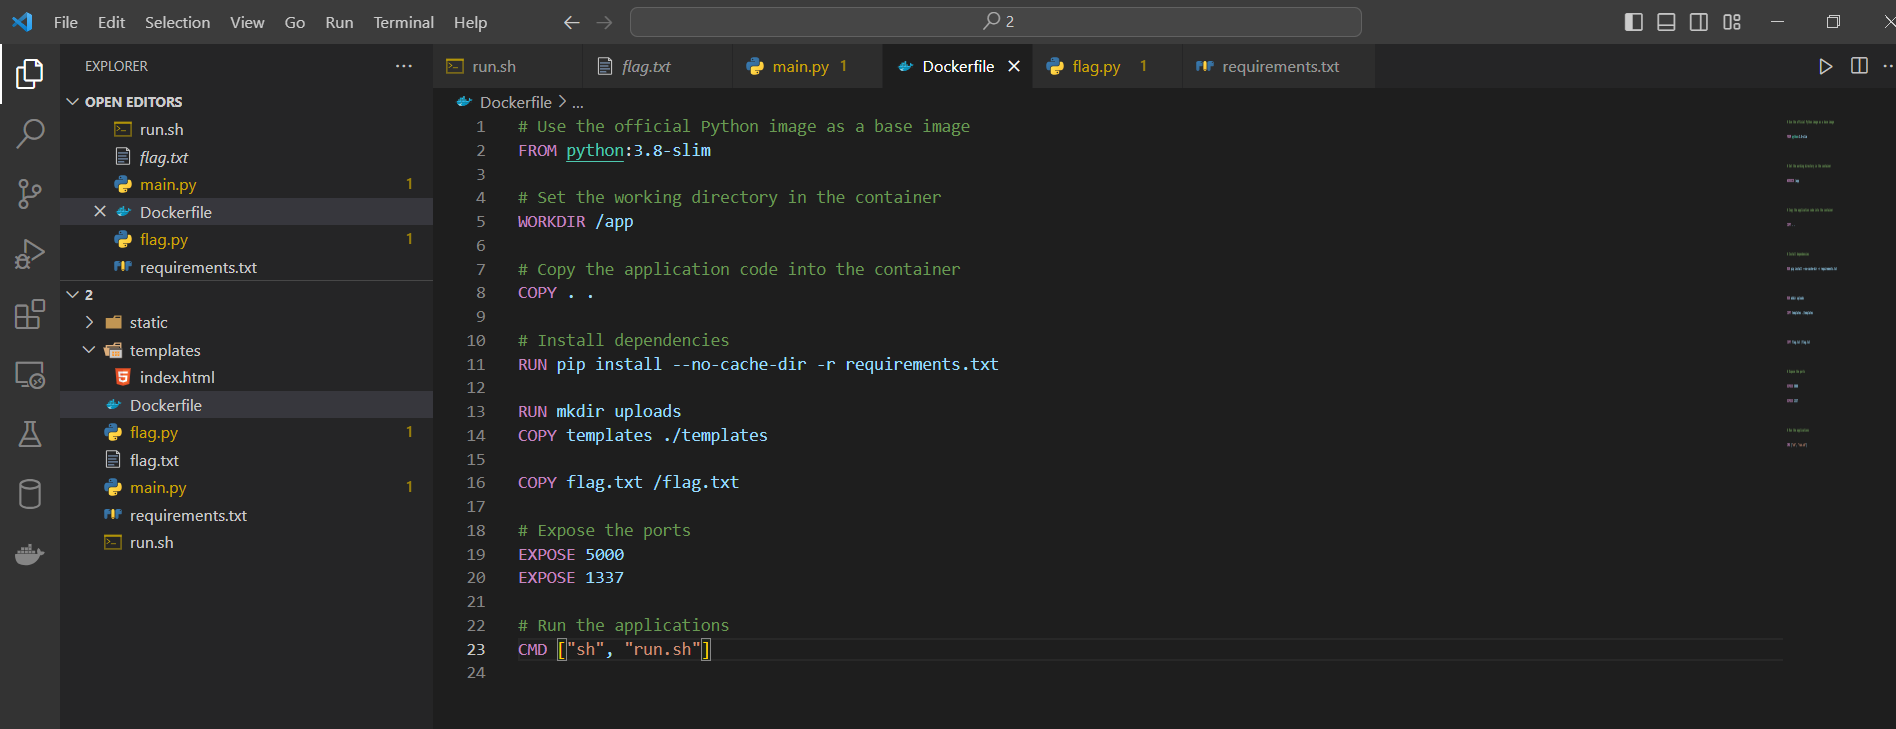 File Edit Selection View Go Run Terminal Help
2
EXPLORER
OPEN EDITORS
run.sh
flag.txt
main.py 1
Dockerfile
flag.py 1
requirements.txt
2
static
templates
index.html
Dockerfile
flag.py 1
flag.txt
main.py 1
requirements.txt
run.sh
run.sh flag.txt main.py 1 Dockerfile flag.py 1 requirements.txt
Dockerfile > ...
1 # Use the official Python image as a base image
2 FROM python:3.8-slim
3
4 # Set the working directory in the container
5 WORKDIR /app
6
7 # Copy the application code into the container
8 COPY . .
9
10 # Install dependencies
11 RUN pip install --no-cache-dir -r requirements.txt
12
13 RUN mkdir uploads
14 COPY templates ./templates
15
16 COPY flag.txt /flag.txt
17
18 # Expose the ports
19 EXPOSE 5000
20 EXPOSE 1337
21
22 # Run the applications
23 CMD ["sh", "run.sh"]
24